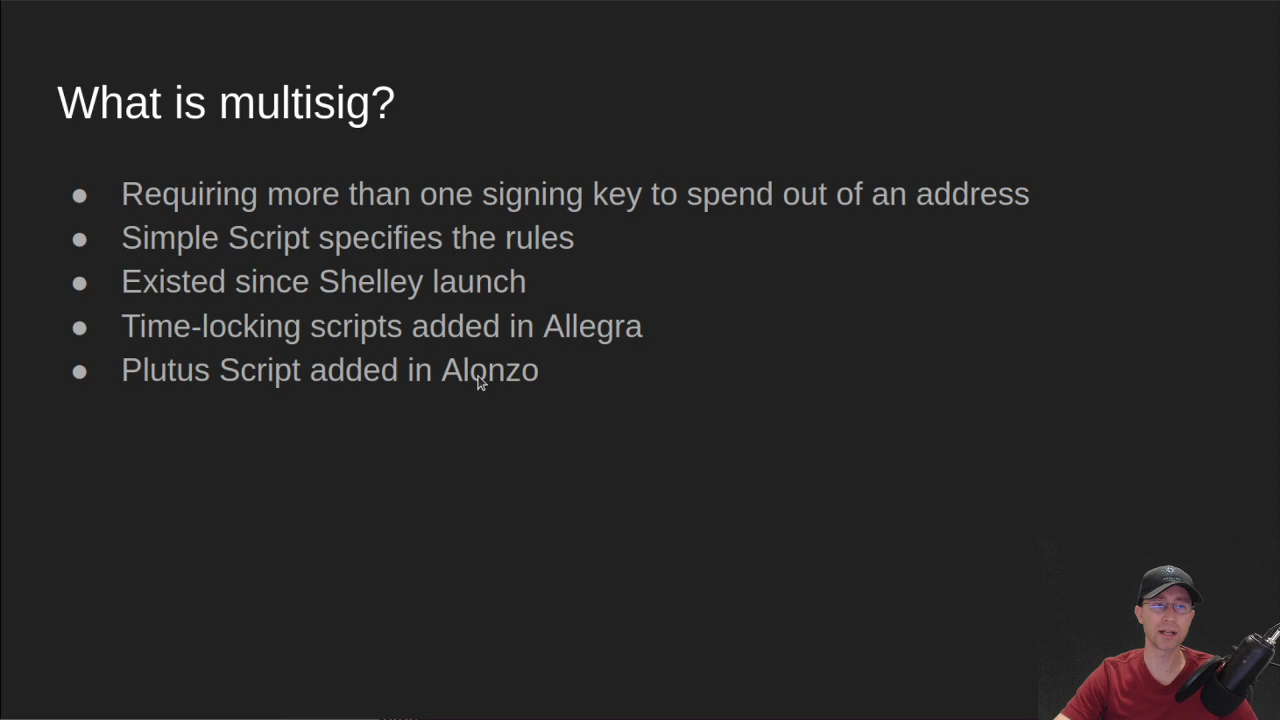 What is multisig?
● Requiring more than one signing key to spend out of an address
● Simple Script specifies the rules
● Existed since Shelley launch
● Time-locking scripts added in Allegra
● Plutus Script added in Alonzo